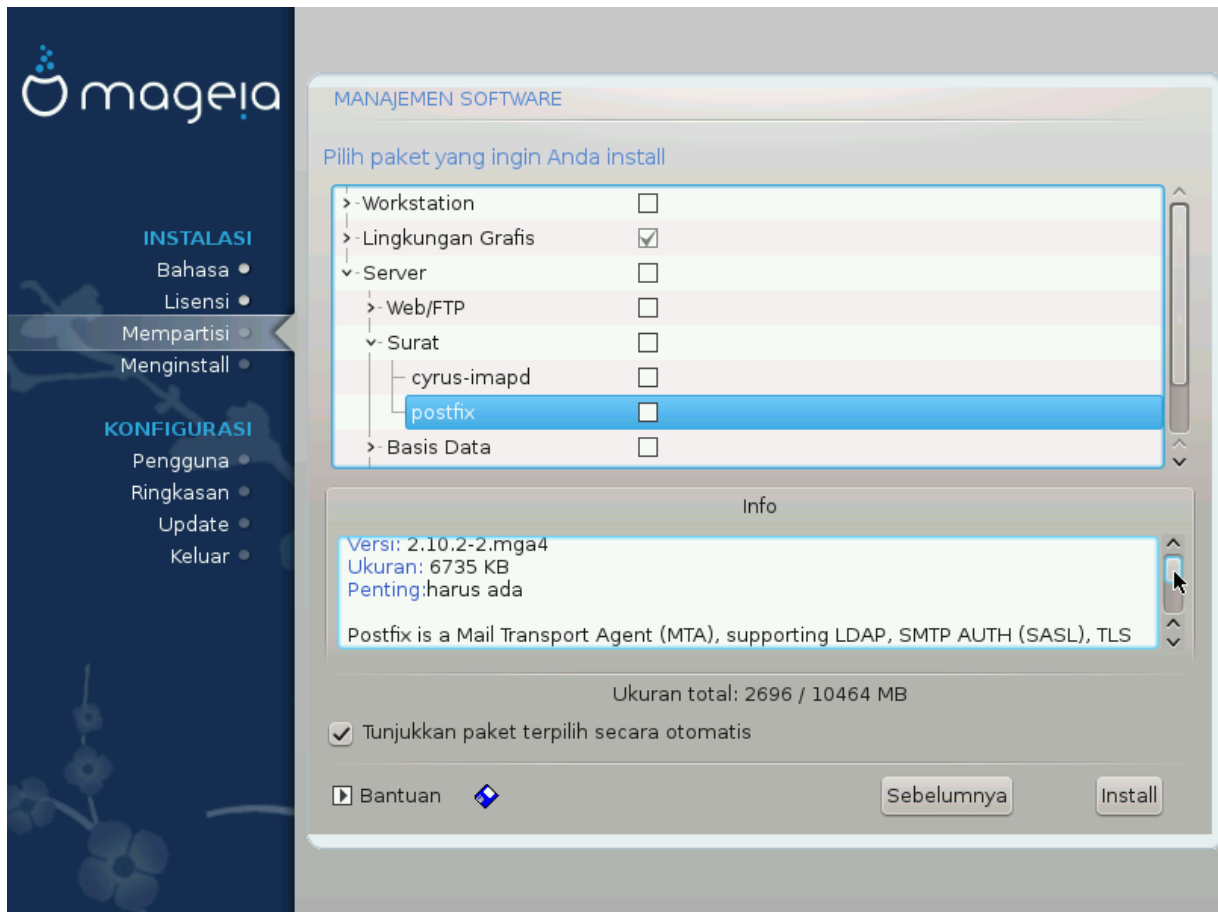 mageia
INSTALASI
Bahasa
Lisensi
Mempartisi
Menginstall
KONFIGURASI
Pengguna
Ringkasan
Update
Keluar
MANAJEMEN SOFTWARE
Pilih paket yang ingin Anda install
Workstation
Lingkungan Grafis
Server
Web/FTP
Surat
cyrus-imapd
postfix
Basis Data
Info
Versi: 2.10.2-2.mga4
Ukuran: 6735 KB
Penting:harus ada
Postfix is a Mail Transport Agent (MTA), supporting LDAP, SMTP AUTH (SASL), TLS
Ukuran total: 2696 / 10464 MB
Tunjukkan paket terpilih secara otomatis
Bantuan
Sebelumnya
Install